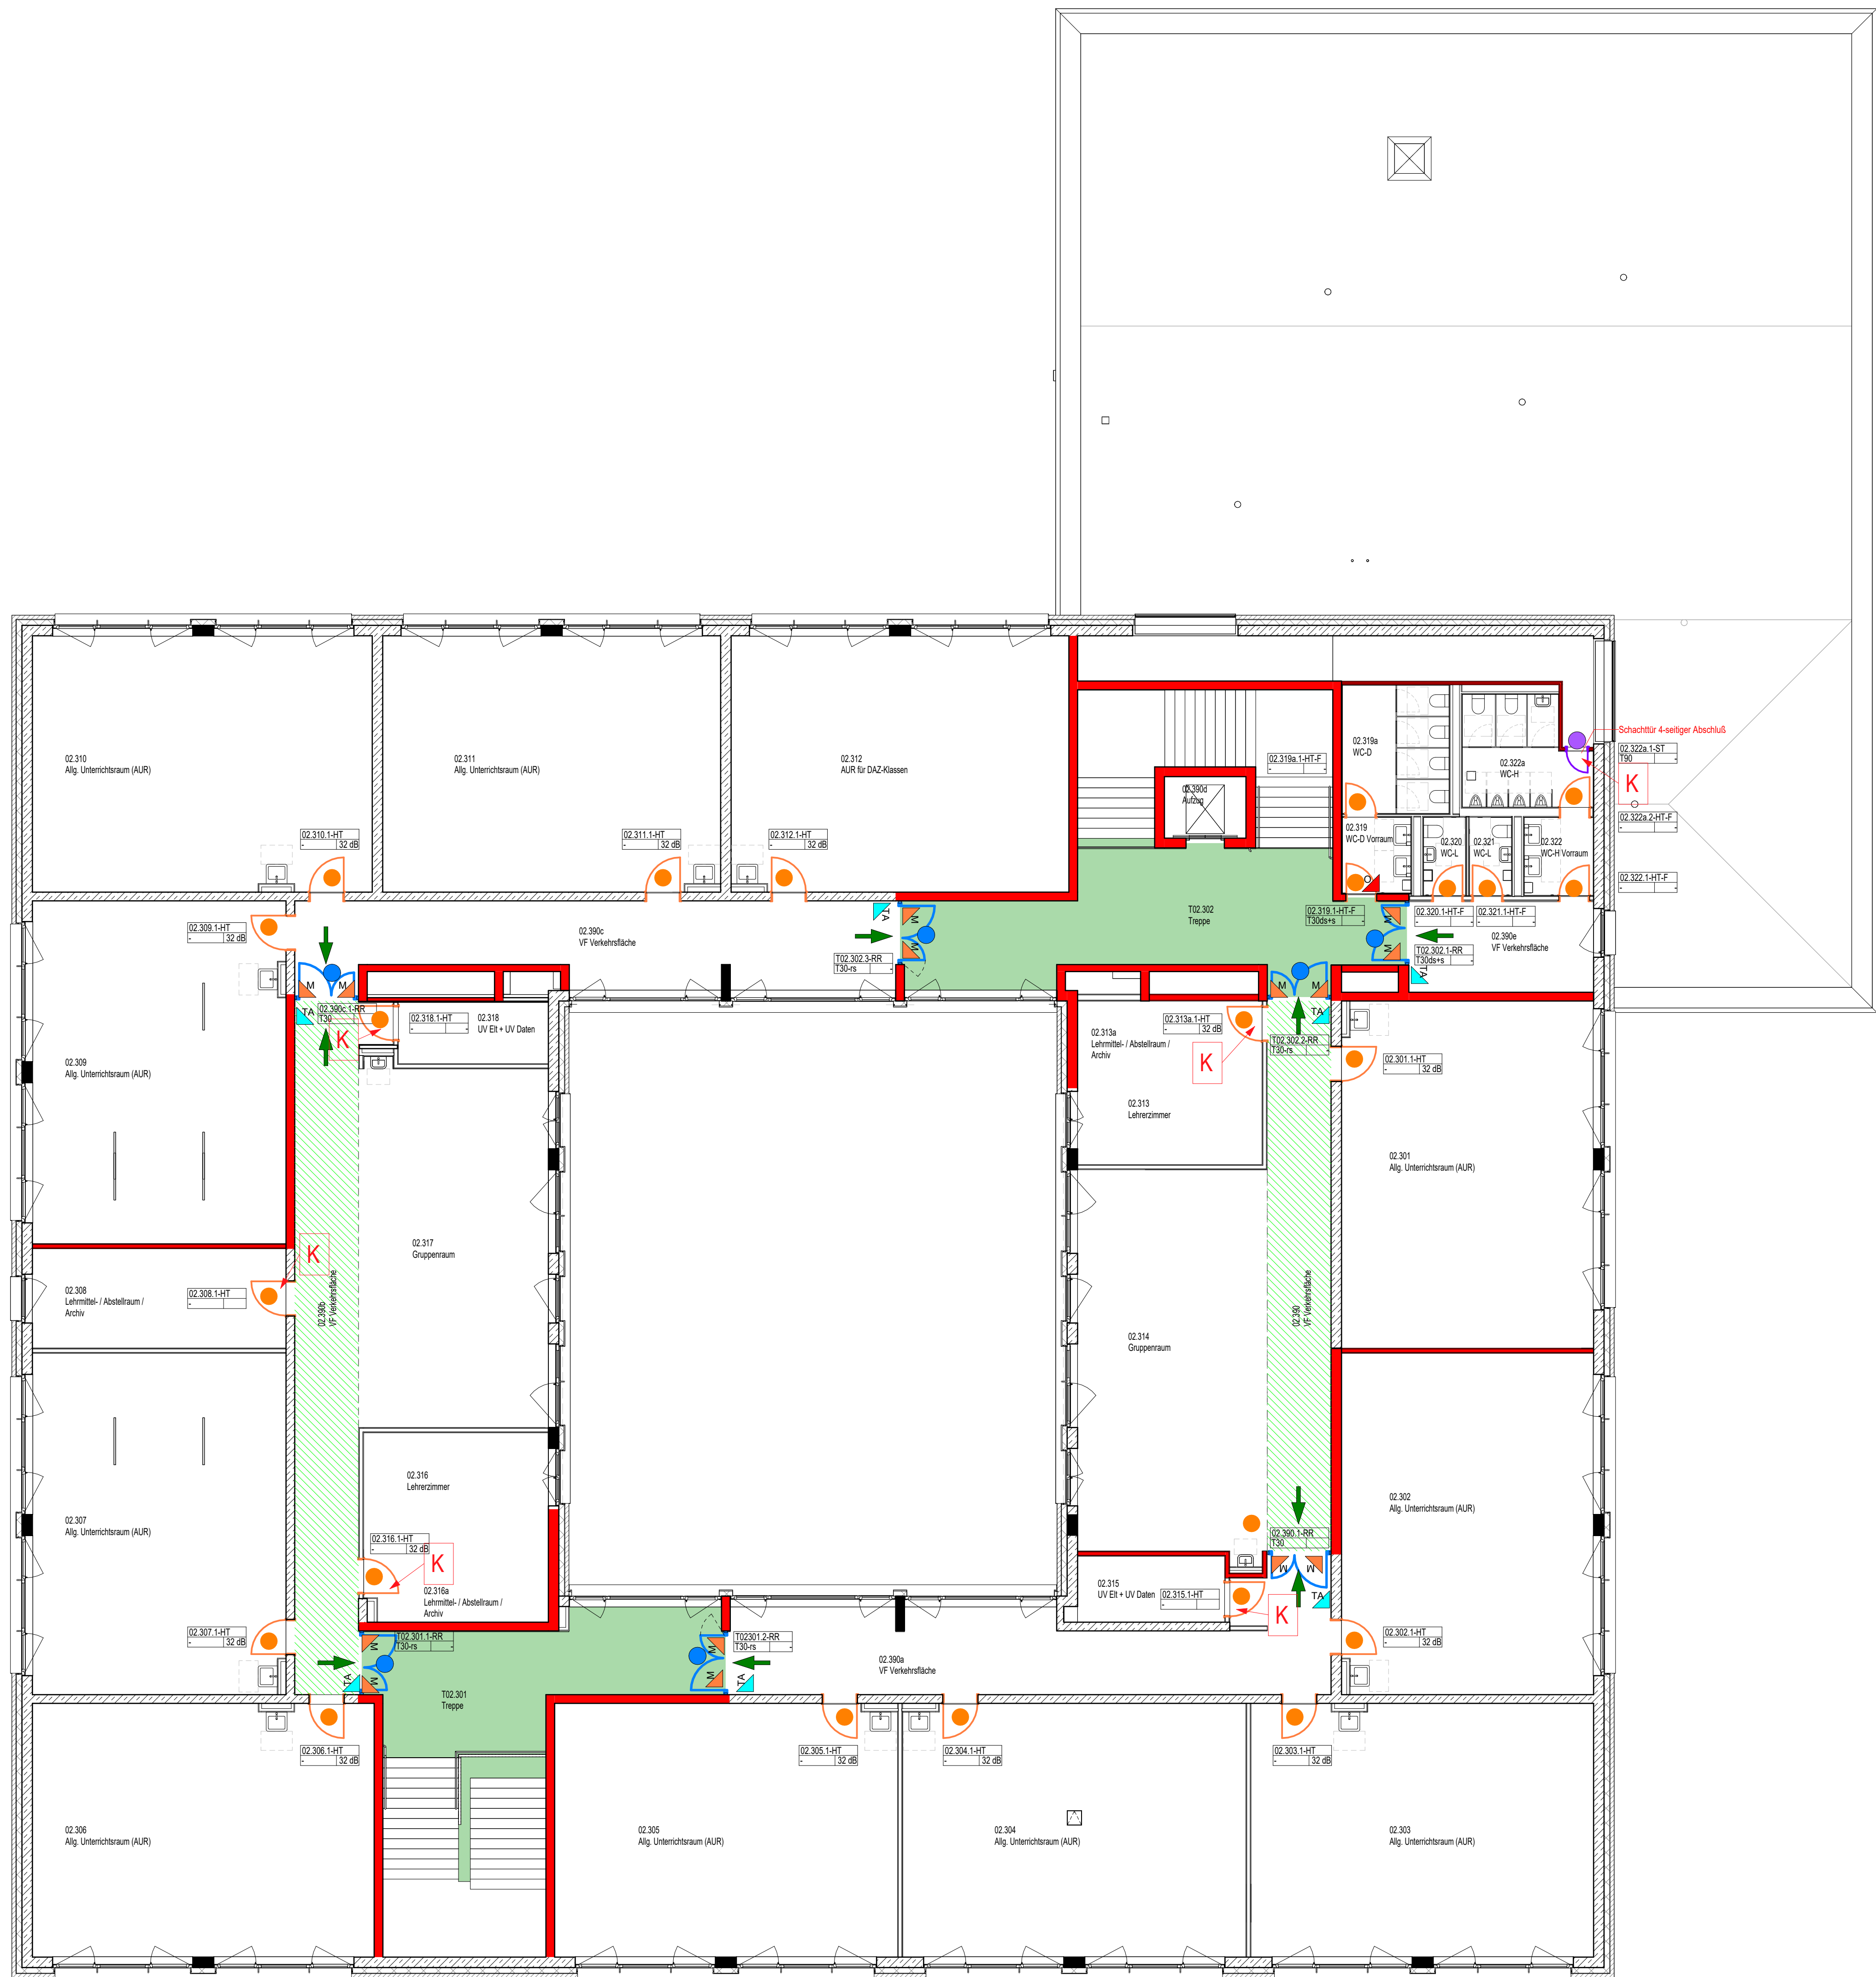 02.310
Allg. Unterrichtsraum (AUR)
02.311
Allg. Unterrichtsraum (AUR)
02.312
AUR für DAZ-Klassen
02.390d
Aufzug
02.319a.1-HT-F
-
-
02.319a
WC-D
02.322a
WC-H
Schachttür 4-seitiger Abschluß
02.322a.1-ST
T90
-
K
02.322a.2-HT-F
-
-
02.310.1-HT
-
32 dB
02.311.1-HT
-
32 dB
02.312.1-HT
-
32 dB
02.319
WC-D Vorraum
02.320
WC-L
02.321
WC-L
02.322
WC-H Vorraum
02.322.1-HT-F
-
-
O
02.309.1-HT
-
32 dB
02.390c
VF Verkehrsfläche
TA
M
M
T02.302
Treppe
02.319.1-HT-F
T30ds+s
-
M
M
02.320.1-HT-F
-
-
02.321.1-HT-F
-
-
02.390e
VF Verkehrsfläche
T02.302.3-RR
T30-rs
-
T02.302.1-RR
T30ds+s
-
TA
M
M
M
M
TA
02.390c.1-RR
T30
K
02.318.1-HT
-
-
02.318
UV Elt + UV Daten
02.313a
Lehrmittel- / Abstellraum /
Archiv
02.313a.1-HT
-
32 dB
K
TA
T02.302.2-RR
T30-rs
-
02.301.1-HT
-
32 dB
02.309
Allg. Unterrichtsraum (AUR)
02.313
Lehrerzimmer
02.301
Allg. Unterrichtsraum (AUR)
02.317
Gruppenraum
K
02.308
Lehrmittel- / Abstellraum /
Archiv
02.308.1-HT
-
02.390b
VF Verkehrsfläche
02.390
VF Verkehrsfläche
02.314
Gruppenraum
02.316
Lehrerzimmer
02.302
Allg. Unterrichtsraum (AUR)
02.307
Allg. Unterrichtsraum (AUR)
02.316.1-HT
-
32 dB
K
02.390.1-RR
T30
M
M
TA
02.316a
Lehrmittel- / Abstellraum /
Archiv
02.315
UV Elt + UV Daten
02.315.1-HT
-
K
02.307.1-HT
-
32 dB
M
M
TA
T02.301.1-RR
T30-rs
-
M
M
T02301.2-RR
T30-rs
-
TA
02.390a
VF Verkehrsfläche
02.302.1-HT
-
32 dB
T02.301
Treppe
02.306.1-HT
-
32 dB
02.305.1-HT
-
32 dB
02.304.1-HT
-
32 dB
02.303.1-HT
-
32 dB
02.306
Allg. Unterrichtsraum (AUR)
02.305
Allg. Unterrichtsraum (AUR)
02.304
Allg. Unterrichtsraum (AUR)
02.303
Allg. Unterrichtsraum (AUR)